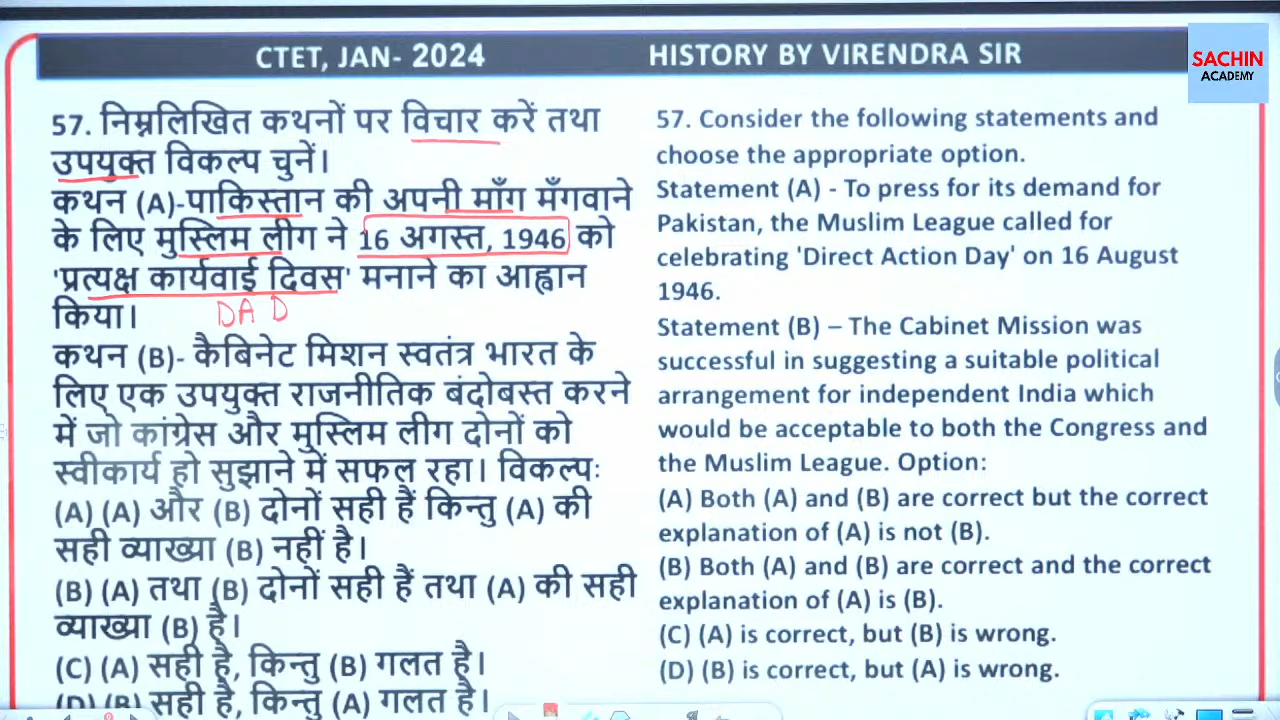 CTET, JAN- 2024
HISTORY BY VIRENDRA SIR
SACHIN
ACADEMY
57. निम्नलिखित कथनों पर विचार करें तथा
उपयुक्त विकल्प चुनें।
कथन (A)-पाकिस्तान की अपनी माँग मँगवाने
के लिए मुस्लिम लीग ने 16 अगस्त, 1946 को
'प्रत्यक्ष कार्यवाई दिवस' मनाने का आह्वान
किया।
DA D
कथन (B)- कैबिनेट मिशन स्वतंत्र भारत के
लिए एक उपयुक्त राजनीतिक बंदोबस्त करने
में जो कांग्रेस और मुस्लिम लीग दोनों को
स्वीकार्य हो सुझाने में सफल रहा। विकल्पः
(A) (A) और (B) दोनों सही हैं किन्तु (A) की
सही व्याख्या (B) नहीं है।
(B) (A) तथा (B) दोनों सही हैं तथा (A) की सही
व्याख्या (B) है।
(C) (A) सही है, किन्तु (B) गलत है।
(D) (B) सही है, किन्तु (A) गलत है।
57. Consider the following statements and
choose the appropriate option.
Statement (A) - To press for its demand for
Pakistan, the Muslim League called for
celebrating 'Direct Action Day' on 16 August
1946.
Statement (B) – The Cabinet Mission was
successful in suggesting a suitable political
arrangement for independent India which
would be acceptable to both the Congress and
the Muslim League. Option:
(A) Both (A) and (B) are correct but the correct
explanation of (A) is not (B).
(B) Both (A) and (B) are correct and the correct
explanation of (A) is (B).
(C) (A) is correct, but (B) is wrong.
(D) (B) is correct, but (A) is wrong.